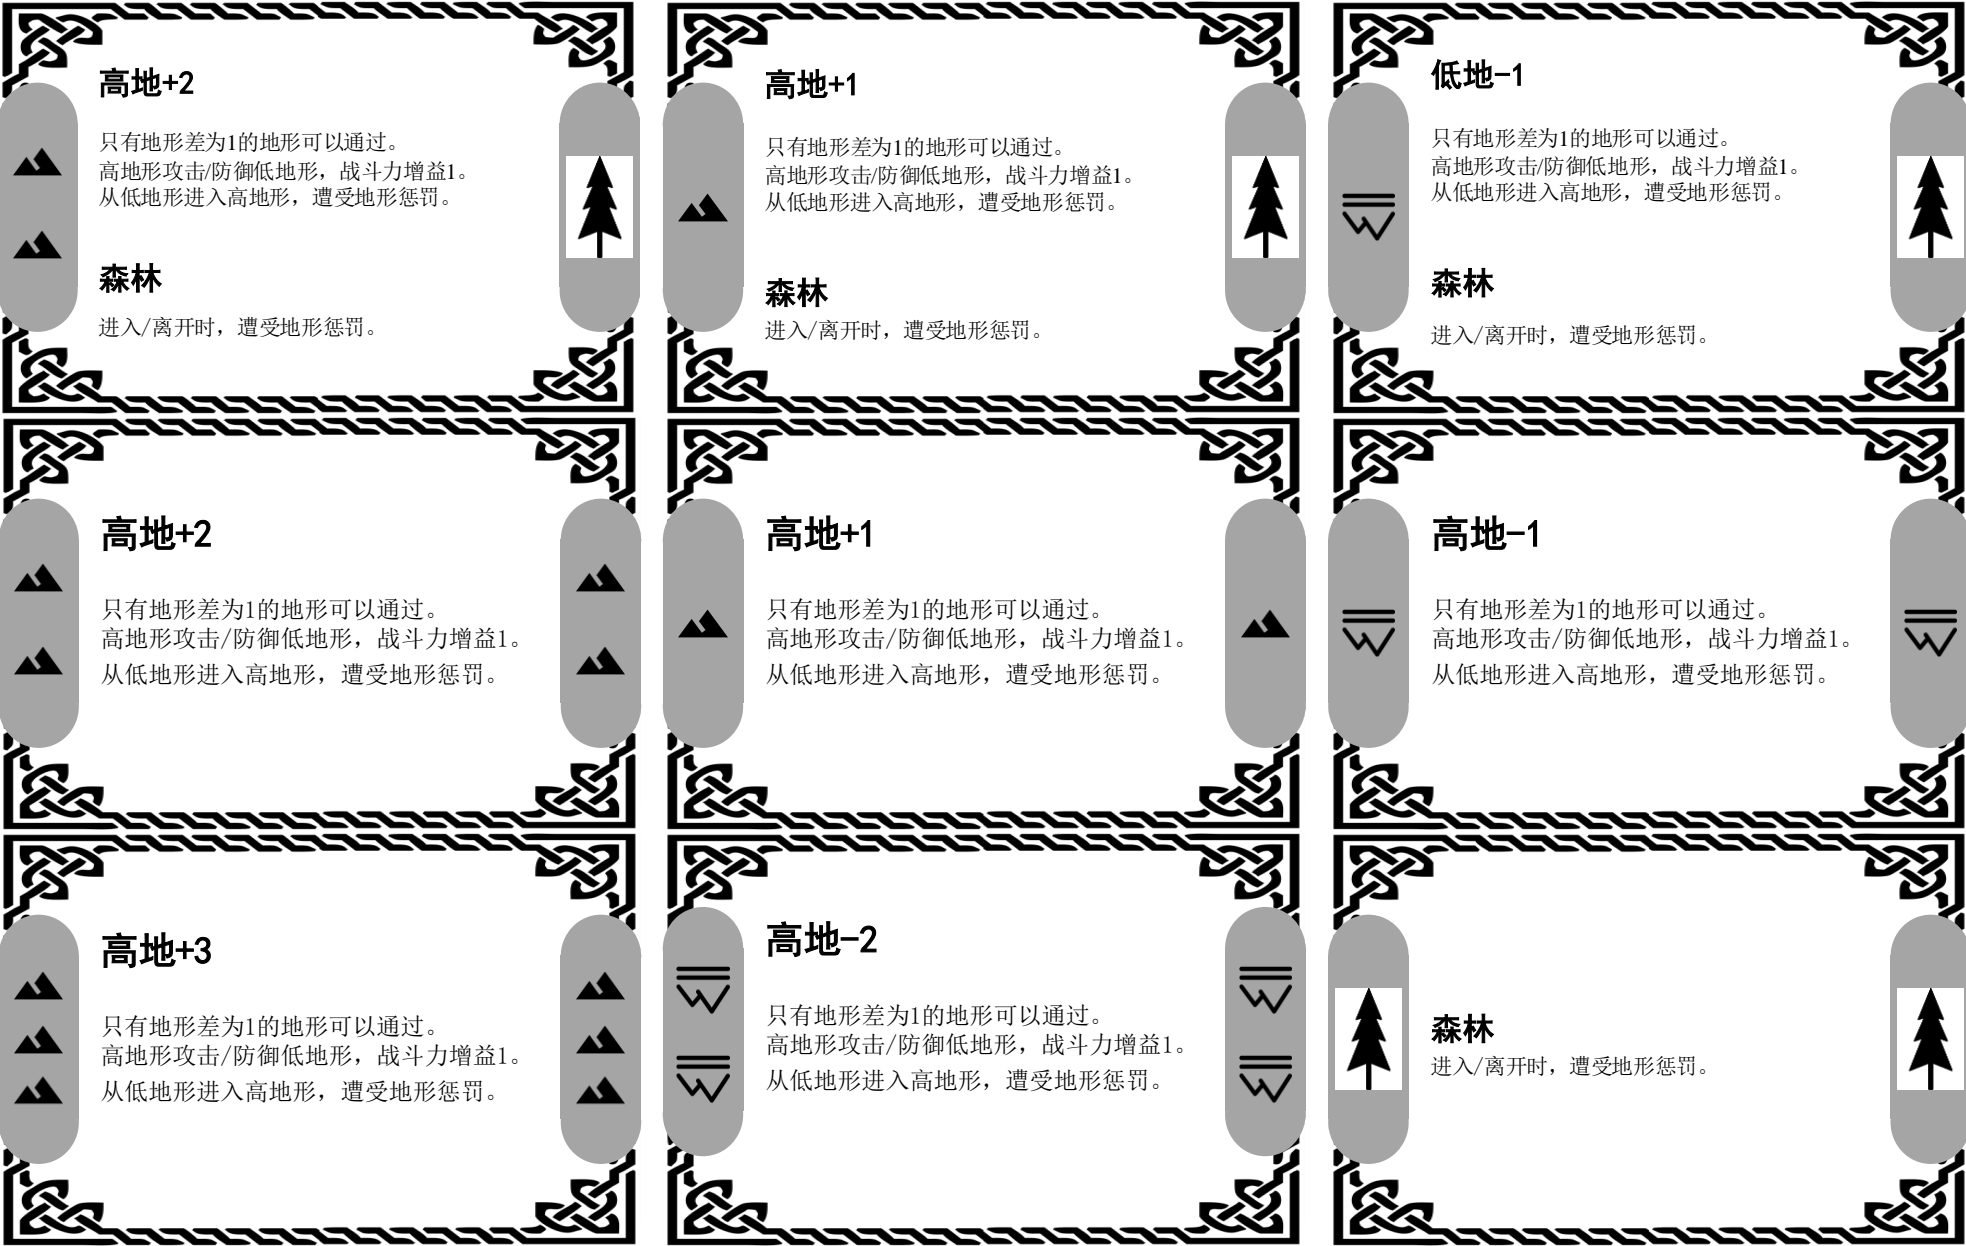 高地+2
只有地形差为1的地形可以通过。
高地形攻击/防御低地形，战斗力增益1。
从低地形进入高地形，遭受地形惩罚。
森林
进入/离开时，遭受地形惩罚。
高地+1
只有地形差为1的地形可以通过。
高地形攻击/防御低地形，战斗力增益1。
从低地形进入高地形，遭受地形惩罚。
森林
进入/离开时，遭受地形惩罚。
低地-1
只有地形差为1的地形可以通过。
高地形攻击/防御低地形，战斗力增益1。
从低地形进入高地形，遭受地形惩罚。
森林
进入/离开时，遭受地形惩罚。
高地+2
只有地形差为1的地形可以通过。
高地形攻击/防御低地形，战斗力增益1。
从低地形进入高地形，遭受地形惩罚。
高地+1
只有地形差为1的地形可以通过。
高地形攻击/防御低地形，战斗力增益1。
从低地形进入高地形，遭受地形惩罚。
高地-1
只有地形差为1的地形可以通过。
高地形攻击/防御低地形，战斗力增益1。
从低地形进入高地形，遭受地形惩罚。
高地+3
只有地形差为1的地形可以通过。
高地形攻击/防御低地形，战斗力增益1。
从低地形进入高地形，遭受地形惩罚。
高地-2
只有地形差为1的地形可以通过。
高地形攻击/防御低地形，战斗力增益1。
从低地形进入高地形，遭受地形惩罚。
森林
进入/离开时，遭受地形惩罚。